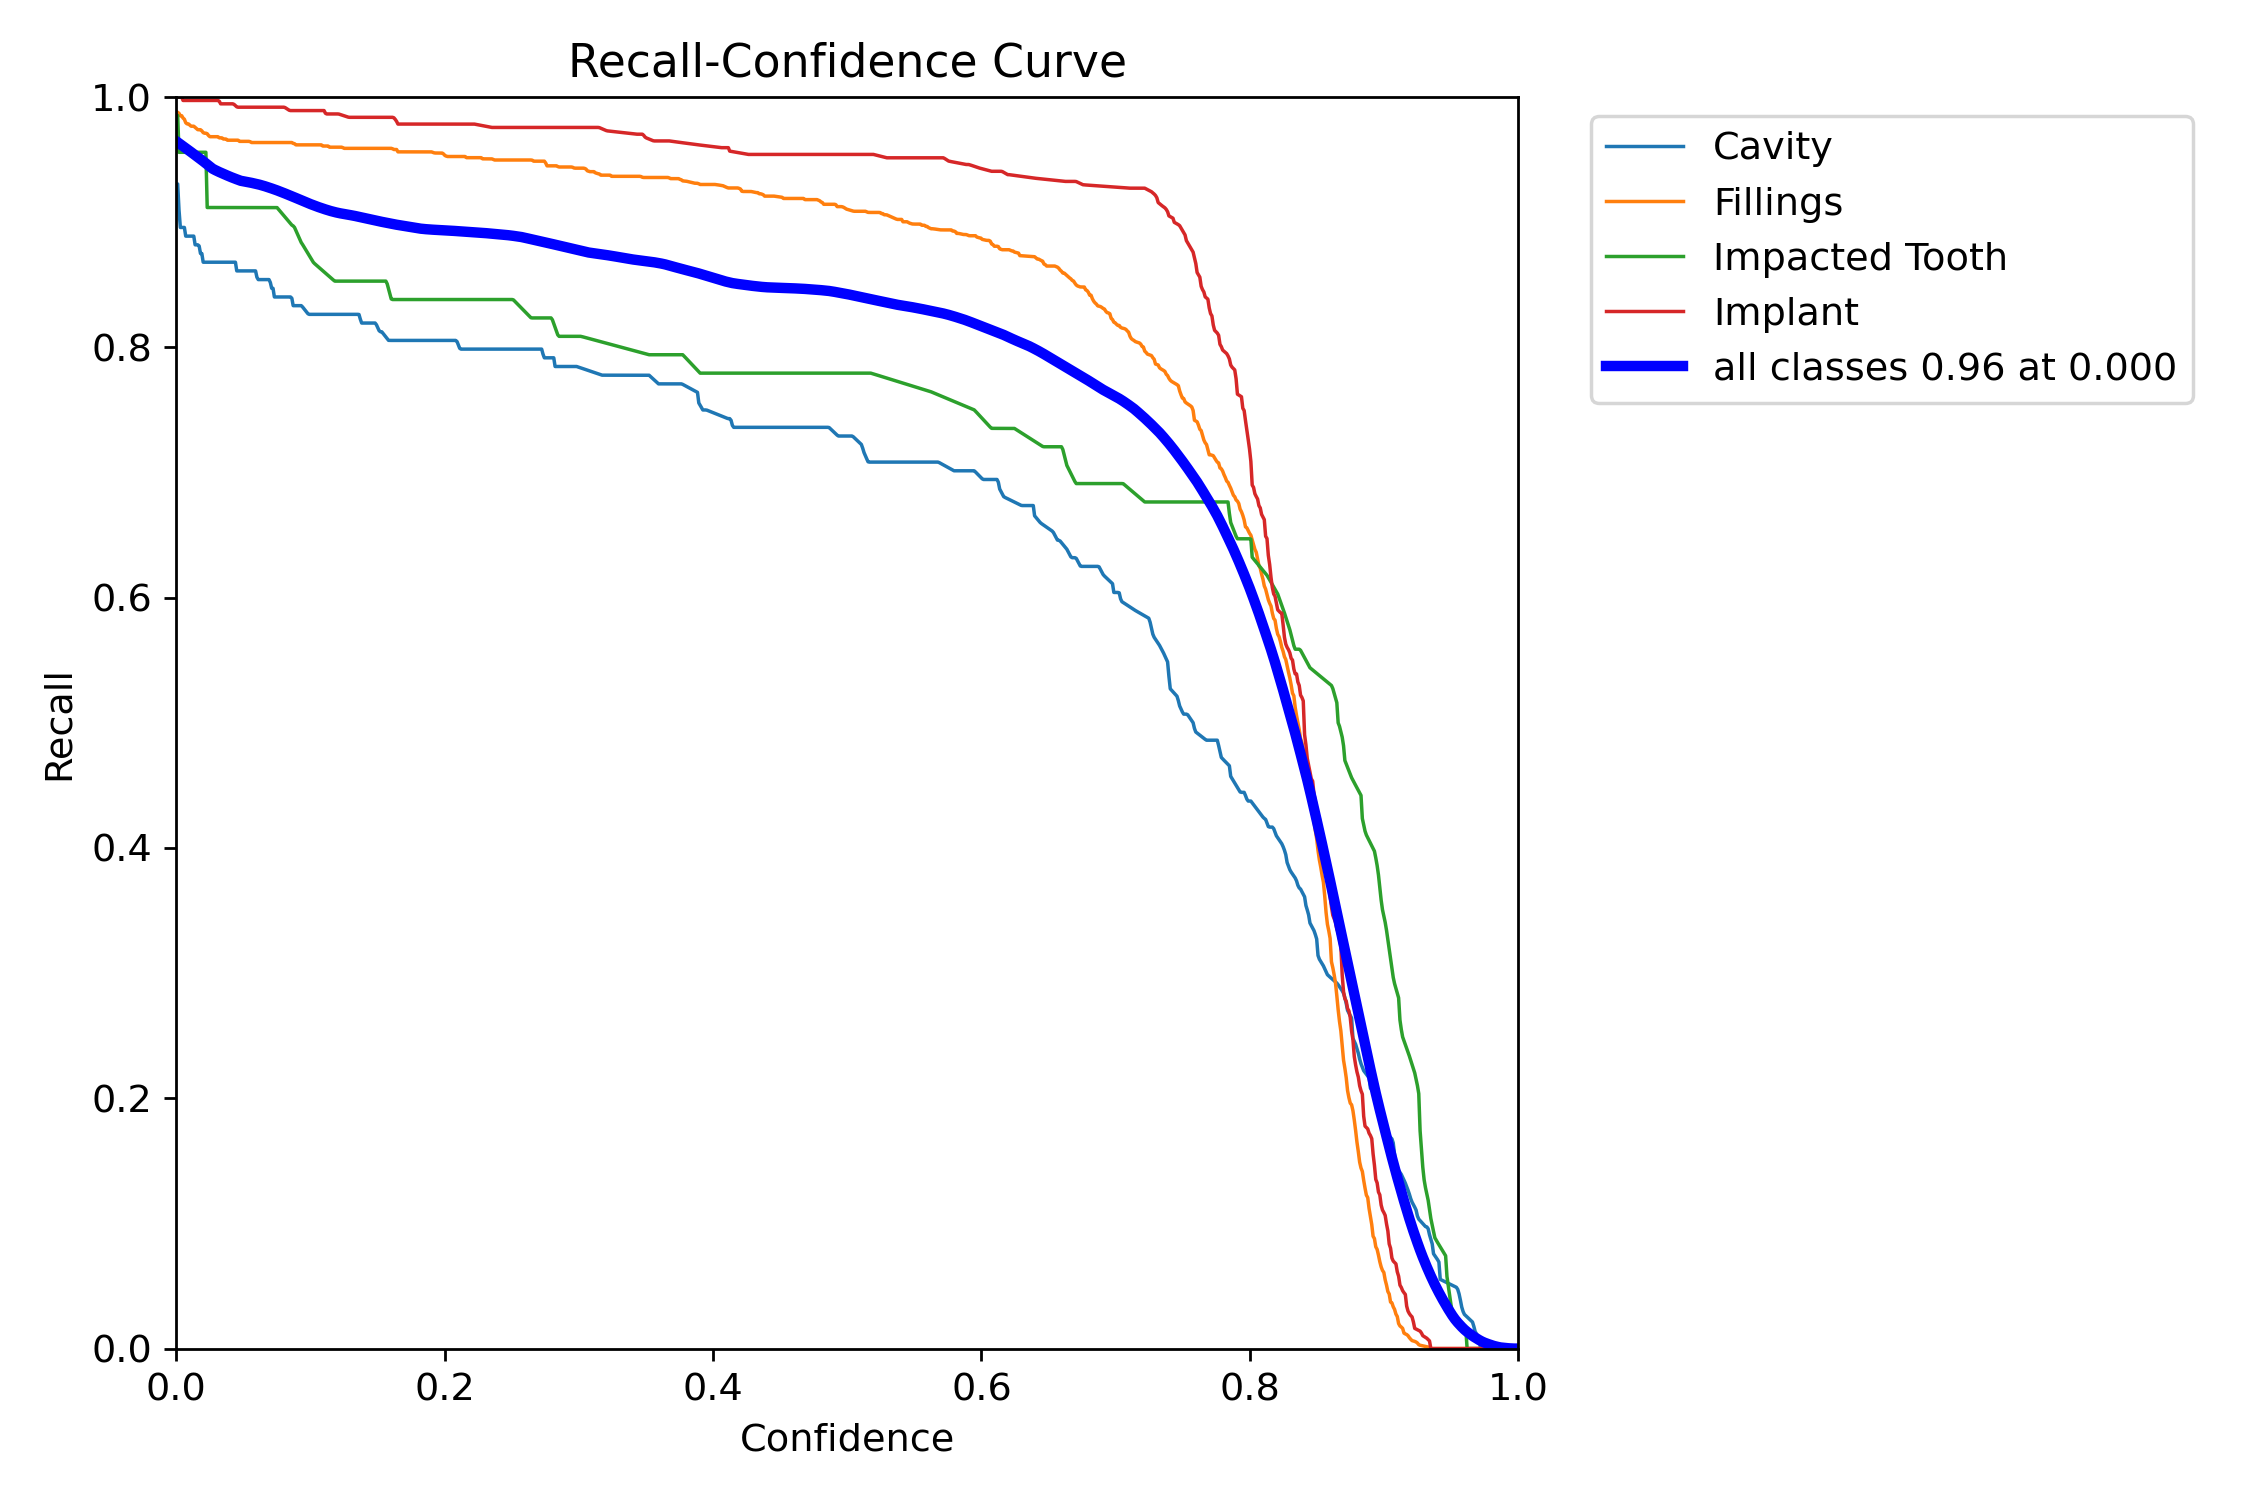 Recall-Confidence Curve
1.0
0.8
0.6
0.4
0.2
0.0
Recall
0.0 0.2 0.4 0.6 0.8 1.0
Confidence
Cavity
Fillings
Impacted Tooth
Implant
all classes 0.96 at 0.000